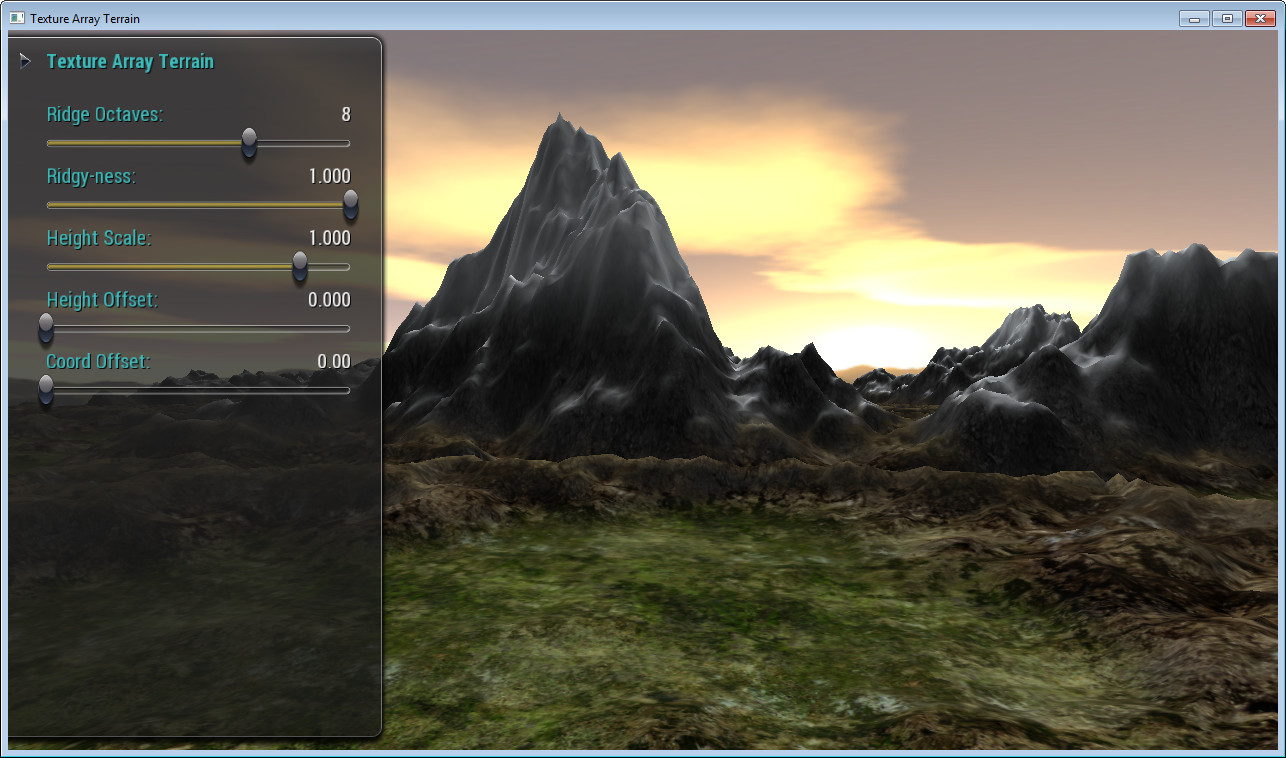 Texture Array Terrain
Texture Array Terrain
Ridge Octaves: 8
Ridgy-ness: 1.000
Height Scale: 1.000
Height Offset: 0.000
Coord Offset: 0.00